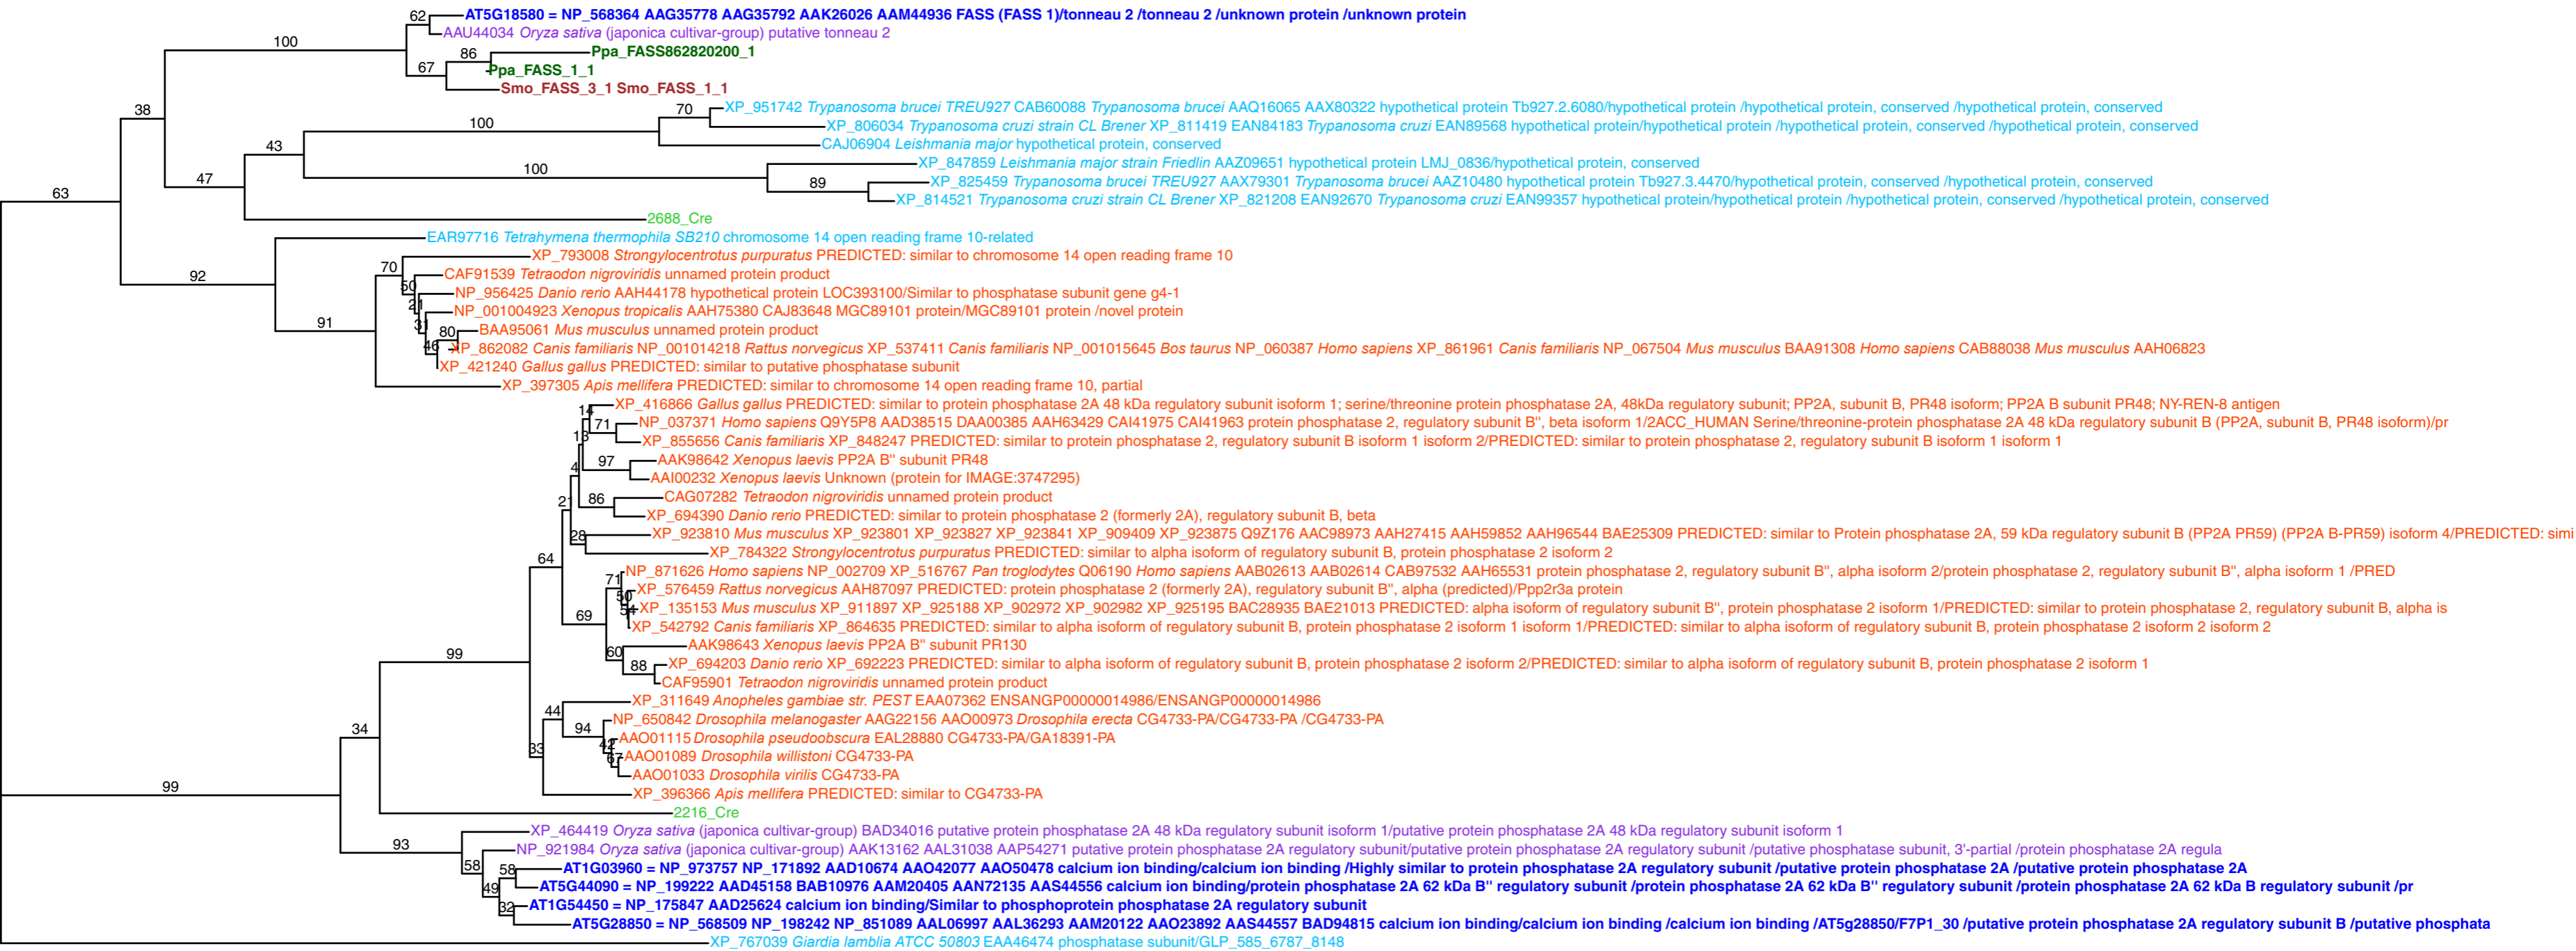 62 AT5G18580 = NP_568364 AAG35778 AAG35792 AAK26026 AAM44936 FASS (FASS 1)/tonneau 2 /tonneau 2 /unknown protein /unknown protein
AAU44034 Oryza sativa (japonica cultivar-group) putative tonneau 2
100
86 Ppa_FASS862820200_1
67 Ppa_FASS_1_1
Smo_FASS_3_1 Smo_FASS_1_1
70 XP_951742 Trypanosoma brucei TREU927 CAB60088 Trypanosoma brucei AAQ16065 AAX80322 hypothetical protein Tb927.2.6080/hypothetical protein /hypothetical protein, conserved /hypothetical protein, conserved
38
100 XP_806034 Trypanosoma cruzi strain CL Brener XP_811419 EAN84183 Trypanosoma cruzi EAN89568 hypothetical protein/hypothetical protein /hypothetical protein, conserved /hypothetical protein, conserved
43 CAJ06904 Leishmania major hypothetical protein, conserved
100 XP_847859 Leishmania major strain Friedlin AAZ09651 hypothetical protein LMJ_0836/hypothetical protein, conserved
47 89 XP_825459 Trypanosoma brucei TREU927 AAX79301 Trypanosoma brucei AAZ10480 hypothetical protein Tb927.3.4470/hypothetical protein, conserved /hypothetical protein, conserved
63 XP_814521 Trypanosoma cruzi strain CL Brener XP_821208 EAN92670 Trypanosoma cruzi EAN99357 hypothetical protein/hypothetical protein /hypothetical protein, conserved /hypothetical protein, conserved
2688_Cre
EAR97716 Tetrahymena thermophila SB210 chromosome 14 open reading frame 10-related
XP_793008 Strongylocentrotus purpuratus PREDICTED: similar to chromosome 14 open reading frame 10
92 70 CAF91539 Tetraodon nigroviridis unnamed protein product
50 NP_956425 Danio rerio AAH44178 hypothetical protein LOC393100/Similar to phosphatase subunit gene g4-1
21 NP_001004923 Xenopus tropicalis AAH75380 CAJ83648 MGC89101 protein/MGC89101 protein /novel protein
91 31 80 BAA95061 Mus musculus unnamed protein product
46 XP_862082 Canis familiaris NP_001014218 Rattus norvegicus XP_537411 Canis familiaris NP_001015645 Bos taurus NP_060387 Homo sapiens XP_861961 Canis familiaris NP_067504 Mus musculus BAA91308 Homo sapiens CAB88038 Mus musculus AAH06823
XP_421240 Gallus gallus PREDICTED: similar to putative phosphatase subunit
XP_397305 Apis mellifera PREDICTED: similar to chromosome 14 open reading frame 10, partial
14 XP_416866 Gallus gallus PREDICTED: similar to protein phosphatase 2A 48 kDa regulatory subunit isoform 1; serine/threonine protein phosphatase 2A, 48kDa regulatory subunit; PP2A, subunit B, PR48 isoform; PP2A B subunit PR48; NY-REN-8 antigen
71 NP_037371 Homo sapiens Q9Y5P8 AAD38515 DAA00385 AAH63429 CAI41975 CAI41963 protein phosphatase 2, regulatory subunit B'', beta isoform 1/2ACC_HUMAN Serine/threonine-protein phosphatase 2A 48 kDa regulatory subunit B (PP2A, subunit B, PR48 isoform)/pr
13 XP_855656 Canis familiaris XP_848247 PREDICTED: similar to protein phosphatase 2, regulatory subunit B isoform 1 isoform 2/PREDICTED: similar to protein phosphatase 2, regulatory subunit B isoform 1 isoform 1
4 97 AAK98642 Xenopus laevis PP2A B'' subunit PR48
AAI00232 Xenopus laevis Unknown (protein for IMAGE:3747295)
21 86 CAG07282 Tetraodon nigroviridis unnamed protein product
XP_694390 Danio rerio PREDICTED: similar to protein phosphatase 2 (formerly 2A), regulatory subunit B, beta
28 XP_923810 Mus musculus XP_923801 XP_923827 XP_923841 XP_909409 XP_923875 Q9Z176 AAC98973 AAH27415 AAH59852 AAH96544 BAE25309 PREDICTED: similar to Protein phosphatase 2A, 59 kDa regulatory subunit B (PP2A PR59) (PP2A B-PR59) isoform 4/PREDICTED: simi
64 XP_784322 Strongylocentrotus purpuratus PREDICTED: similar to alpha isoform of regulatory subunit B, protein phosphatase 2 isoform 2
71 NP_871626 Homo sapiens NP_002709 XP_516767 Pan troglodytes Q06190 Homo sapiens AAB02613 AAB02614 CAB97532 AAH65531 protein phosphatase 2, regulatory subunit B'', alpha isoform 2/protein phosphatase 2, regulatory subunit B'', alpha isoform 1 /PRED
50 XP_576459 Rattus norvegicus AAH87097 PREDICTED: protein phosphatase 2 (formerly 2A), regulatory subunit B'', alpha (predicted)/Ppp2r3a protein
54 XP_135153 Mus musculus XP_911897 XP_925188 XP_902972 XP_902982 XP_925195 BAC28935 BAE21013 PREDICTED: alpha isoform of regulatory subunit B'', protein phosphatase 2 isoform 1/PREDICTED: similar to protein phosphatase 2, regulatory subunit B, alpha is
69 XP_542792 Canis familiaris XP_864635 PREDICTED: similar to alpha isoform of regulatory subunit B, protein phosphatase 2 isoform 1 isoform 1/PREDICTED: similar to alpha isoform of regulatory subunit B, protein phosphatase 2 isoform 2 isoform 2
60 AAK98643 Xenopus laevis PP2A B'' subunit PR130
99 88 XP_694203 Danio rerio XP_692223 PREDICTED: similar to alpha isoform of regulatory subunit B, protein phosphatase 2 isoform 2/PREDICTED: similar to alpha isoform of regulatory subunit B, protein phosphatase 2 isoform 1
CAF95901 Tetraodon nigroviridis unnamed protein product
44 XP_311649 Anopheles gambiae str. PEST EAA07362 ENSANGP00000014986/ENSANGP00000014986
34 94 NP_650842 Drosophila melanogaster AAG22156 AAO00973 Drosophila erecta CG4733-PA/CG4733-PA /CG4733-PA
33 42 AAO01115 Drosophila pseudoobscura EAL28880 CG4733-PA/GA18391-PA
67 AAO01089 Drosophila willistoni CG4733-PA
AAO01033 Drosophila virilis CG4733-PA
99 XP_396366 Apis mellifera PREDICTED: similar to CG4733-PA
2216_Cre
XP_464419 Oryza sativa (japonica cultivar-group) BAD34016 putative protein phosphatase 2A 48 kDa regulatory subunit isoform 1/putative protein phosphatase 2A 48 kDa regulatory subunit isoform 1
93 NP_921984 Oryza sativa (japonica cultivar-group) AAK13162 AAL31038 AAP54271 putative protein phosphatase 2A regulatory subunit/putative protein phosphatase 2A regulatory subunit /putative phosphatase subunit, 3'-partial /protein phosphatase 2A regula
58 58 AT1G03960 = NP_973757 NP_171892 AAD10674 AAO42077 AAO50478 calcium ion binding/calcium ion binding /Highly similar to protein phosphatase 2A regulatory subunit /putative protein phosphatase 2A /putative protein phosphatase 2A
49 AT5G44090 = NP_199222 AAD45158 BAB10976 AAM20405 AAN72135 AAS44556 calcium ion binding/protein phosphatase 2A 62 kDa B'' regulatory subunit /protein phosphatase 2A 62 kDa B'' regulatory subunit /protein phosphatase 2A 62 kDa B regulatory subunit /pr
32 AT1G54450 = NP_175847 AAD25624 calcium ion binding/Similar to phosphoprotein phosphatase 2A regulatory subunit
AT5G28850 = NP_568509 NP_198242 NP_851089 AAL06997 AAL36293 AAM20122 AAO23892 AAS44557 BAD94815 calcium ion binding/calcium ion binding /calcium ion binding /AT5g28850/F7P1_30 /putative protein phosphatase 2A regulatory subunit B /putative phosphata
XP_767039 Giardia lamblia ATCC 50803 EAA46474 phosphatase subunit/GLP_585_6787_8148